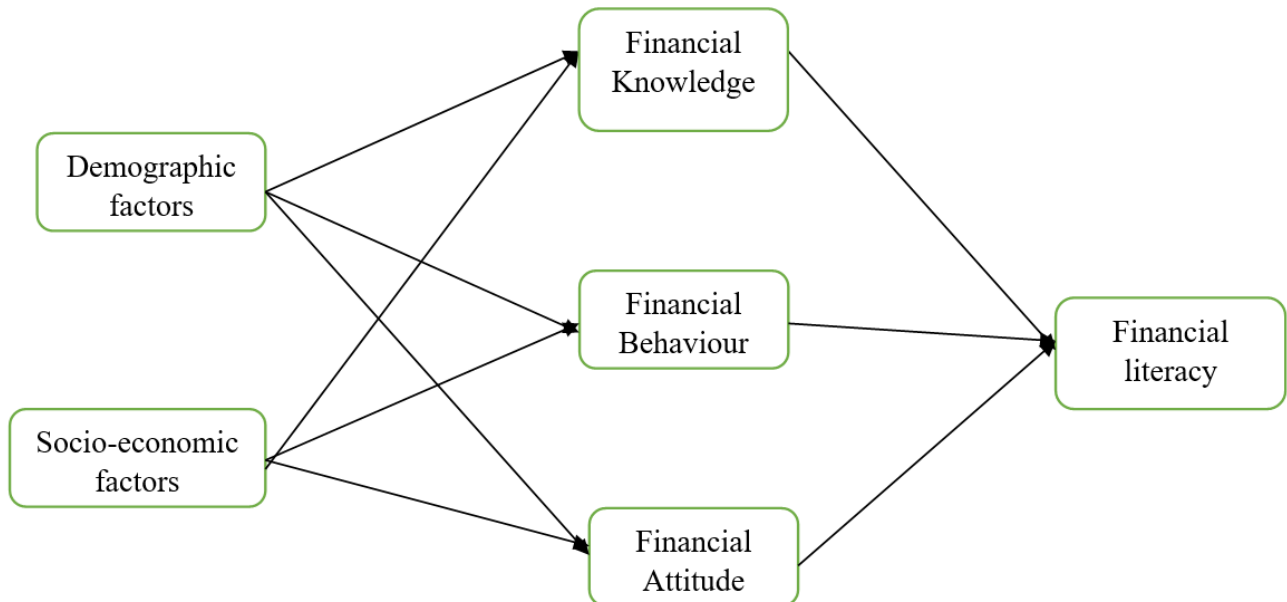 Financial
Knowledge
Demographic
factors
Financial
Behaviour
Financial
literacy
Socio-economic
factors
Financial
Attitude